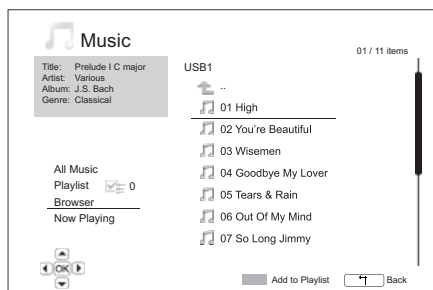 Music
01 / 11 items
Title: Prelude I C major
Artist: Various
Album: J.S. Bach
Genre: Classical
USB1
..
01 High
02 You're Beautiful
03 Wisemen
04 Goodbye My Lover
05 Tears & Rain
06 Out Of My Mind
07 So Long Jimmy
All Music
Playlist 0
Browser
Now Playing
OK
Add to Playlist
Back